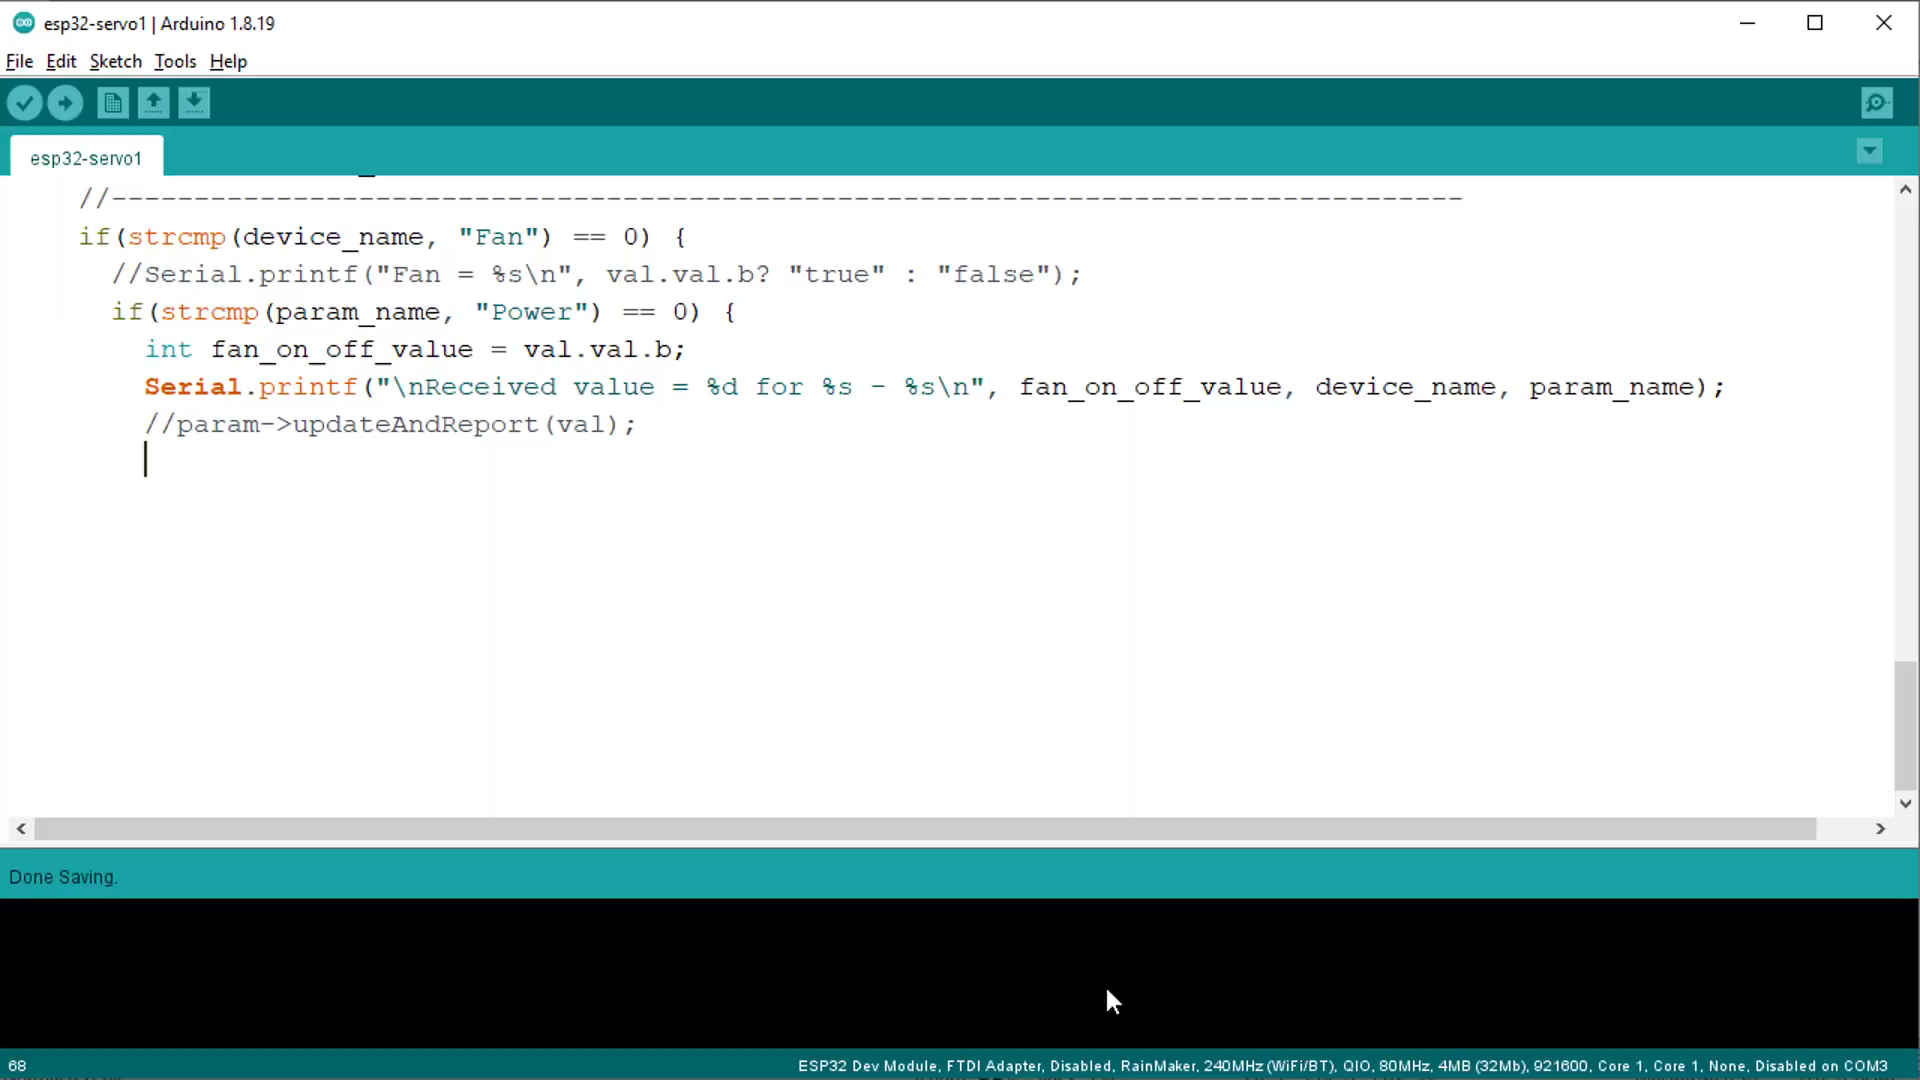 esp32-servo1 | Arduino 1.8.19
File Edit Sketch Tools Help
esp32-servo1
//----------------------------------------------------------------------------------
if(strcmp(device_name, "Fan") == 0) {
//Serial.printf("Fan = %s\n", val.val.b? "true" : "false");
if(strcmp(param_name, "Power") == 0) {
int fan_on_off_value = val.val.b;
Serial.printf("\nReceived value = %d for %s - %s\n", fan_on_off_value, device_name, param_name);
//param->updateAndReport(val);
Done Saving.
68
ESP32 Dev Module, FTDI Adapter, Disabled, RainMaker, 240MHz (WiFi/BT), QIO, 80MHz, 4MB (32Mb), 921600, Core 1, Core 1, None, Disabled on COM3